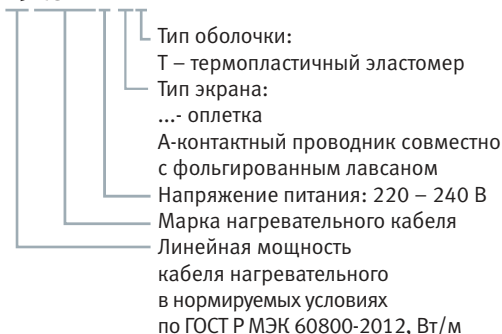 Тип оболочки:
Т – термопластичный эластомер
Тип экрана:
...- оплетка
А-контактный проводник совместно
с фольгированным лавсаном
Напряжение питания: 220 – 240 В
Марка нагревательного кабеля
Линейная мощность
кабеля нагревательного
в нормируемых условиях
по ГОСТ Р МЭК 60800-2012, Вт/м